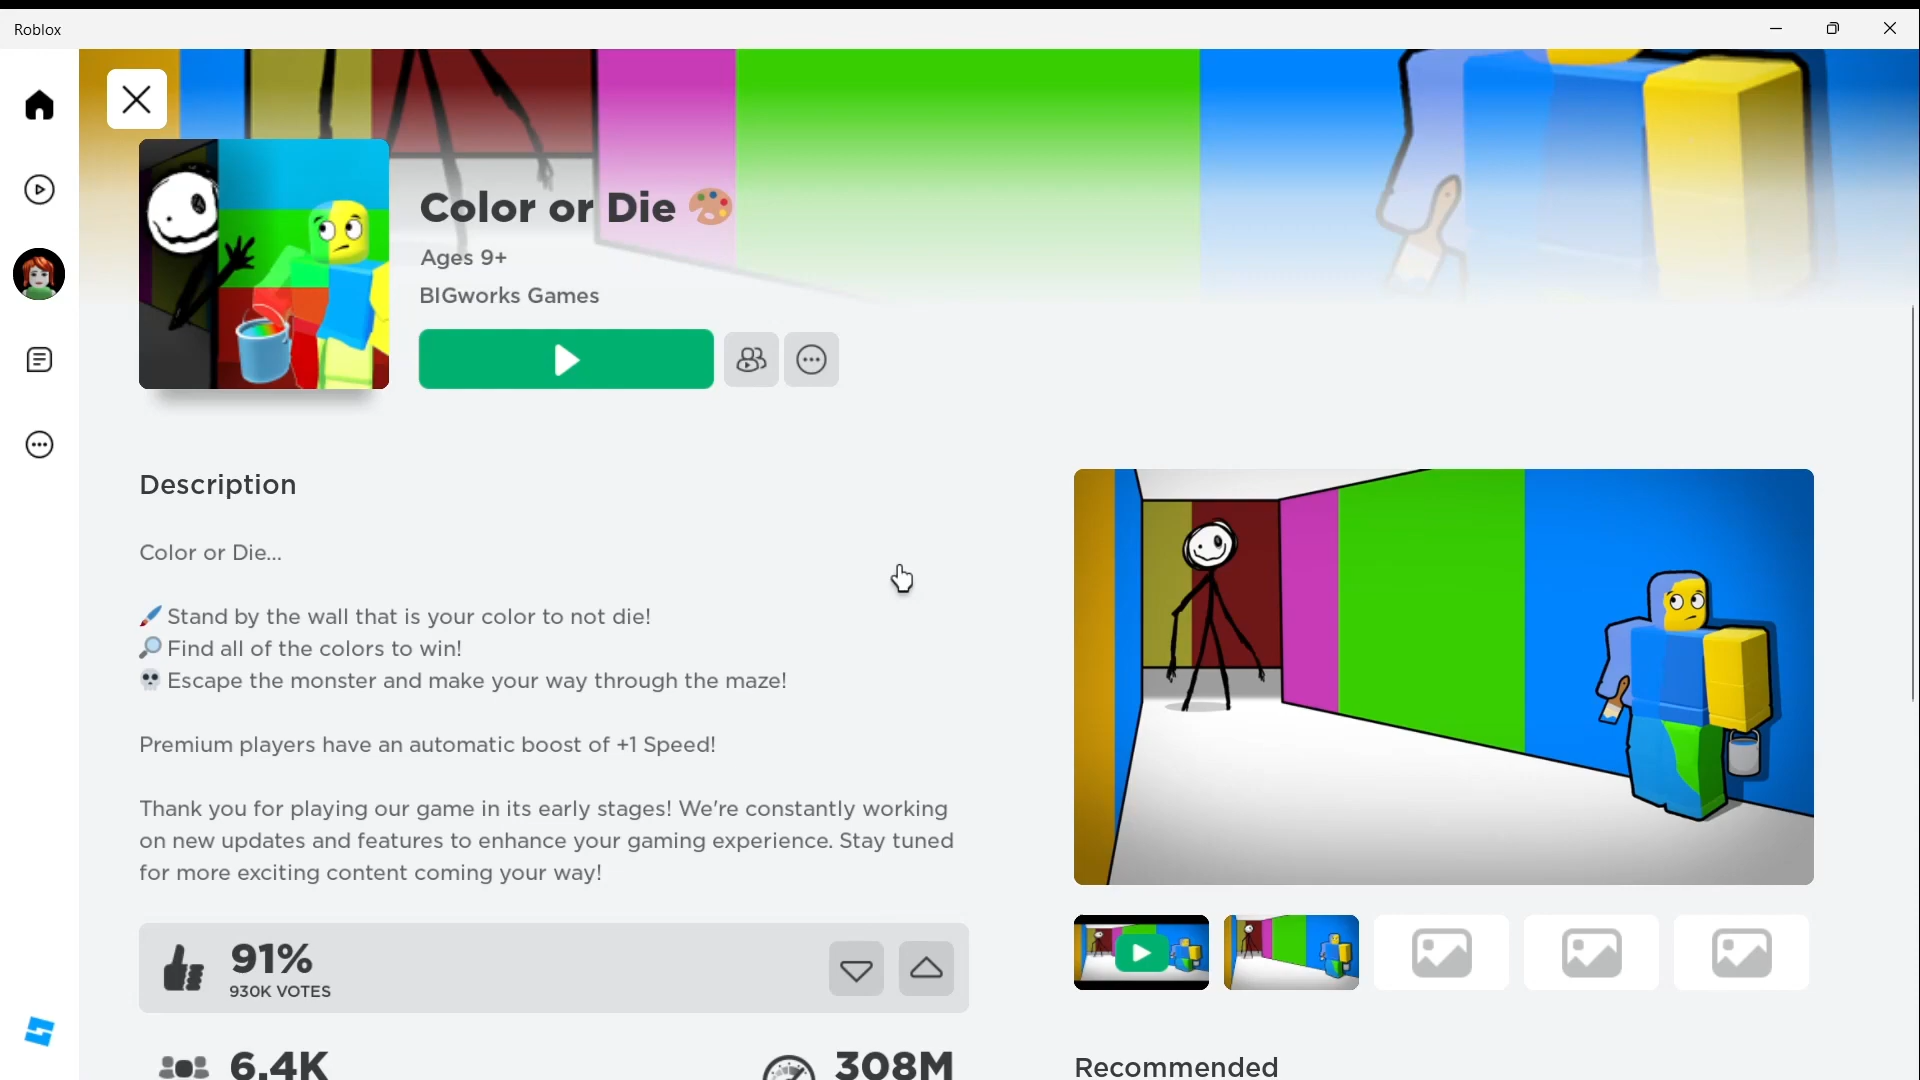 Roblox
Color or Die 🎨
Ages 9+
BIGworks Games
Description
Color or Die...
🖌️ Stand by the wall that is your color to not die!
🔎 Find all of the colors to win!
💀 Escape the monster and make your way through the maze!
Premium players have an automatic boost of +1 Speed!
Thank you for playing our game in its early stages! We're constantly working
on new updates and features to enhance your gaming experience. Stay tuned
for more exciting content coming your way!
91%
930K VOTES
6.4K
308M
Recommended